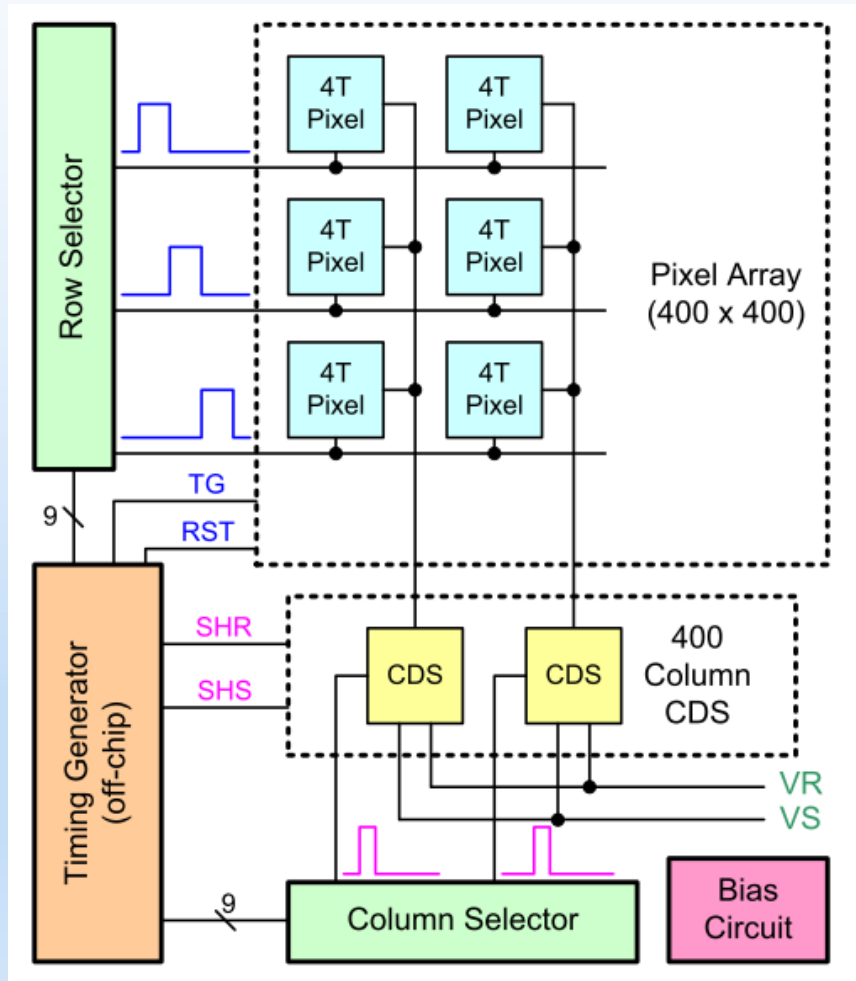 Row Selector
4T
Pixel
4T
Pixel
4T
Pixel
4T
Pixel
4T
Pixel
4T
Pixel
Pixel Array
(400 x 400)
TG
9
RST
Timing Generator
(off-chip)
SHR
SHS
CDS
CDS
400
Column
CDS
VR
VS
9
Column Selector
Bias
Circuit